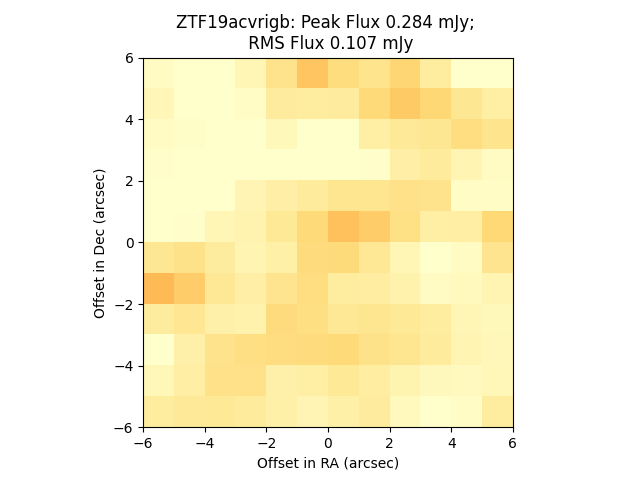 ZTF19acvrigb: Peak Flux 0.284 mJy;
RMS Flux 0.107 mJy
6
4
2
0
−2
−4
−6
Offset in Dec (arcsec)
−6 −4 −2 0 2 4 6
Offset in RA (arcsec)